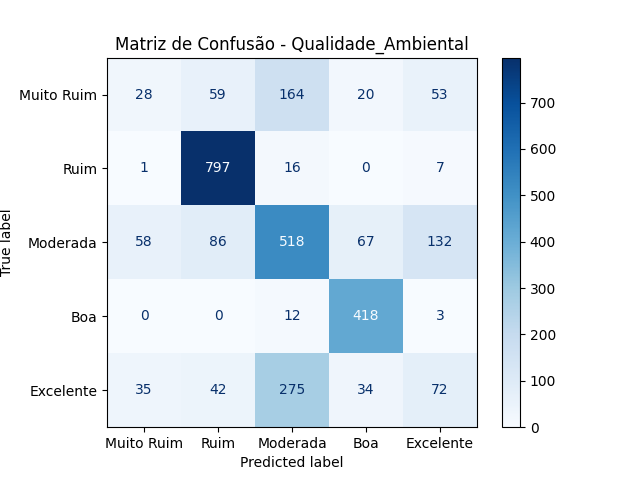 Matriz de Confusão - Qualidade_Ambiental
True label
Muito Ruim 28 59 164 20 53
Ruim 1 797 16 0 7
Moderada 58 86 518 67 132
Boa 0 0 12 418 3
Excelente 35 42 275 34 72
Muito Ruim Ruim Moderada Boa Excelente
Predicted label
700
600
500
400
300
200
100
0